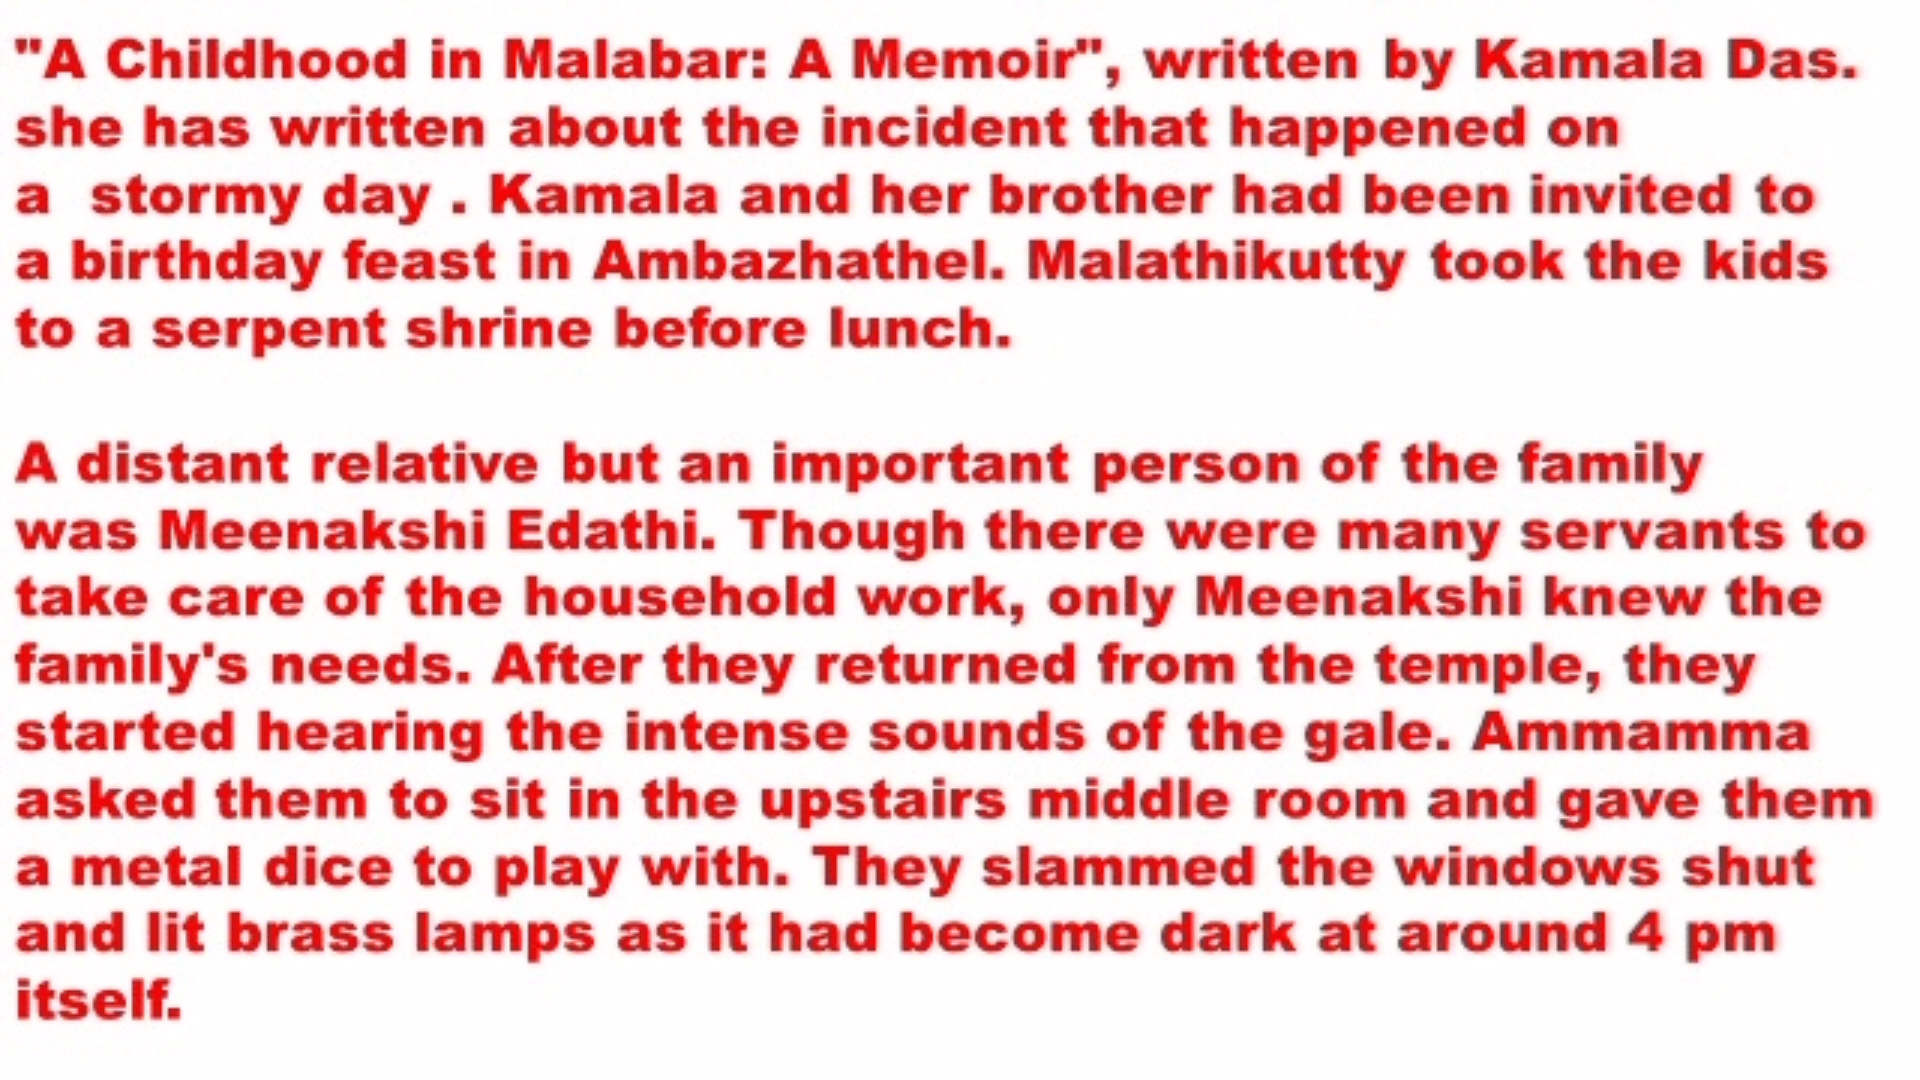 "A Childhood in Malabar: A Memoir", written by Kamala Das.
she has written about the incident that happened on
a  stormy day . Kamala and her brother had been invited to
a birthday feast in Ambazhathel. Malathikutty took the kids
to a serpent shrine before lunch.
A distant relative but an important person of the family
was Meenakshi Edathi. Though there were many servants to
take care of the household work, only Meenakshi knew the
family's needs. After they returned from the temple, they
started hearing the intense sounds of the gale. Ammamma
asked them to sit in the upstairs middle room and gave them
a metal dice to play with. They slammed the windows shut
and lit brass lamps as it had become dark at around 4 pm
itself.